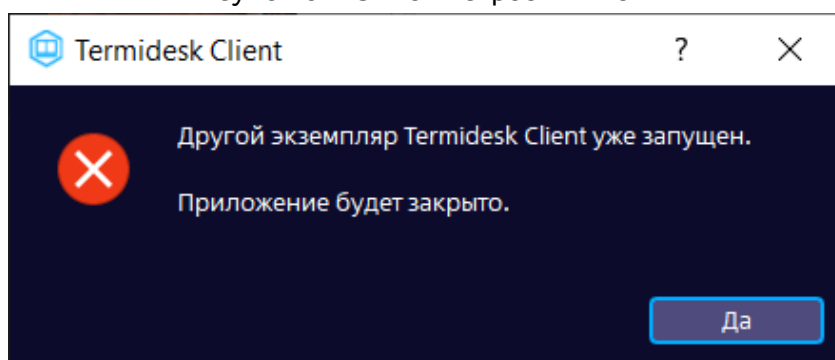 Termidesk Client
?
Другой экземпляр Termidesk Client уже запущен.
Приложение будет закрыто.
Да